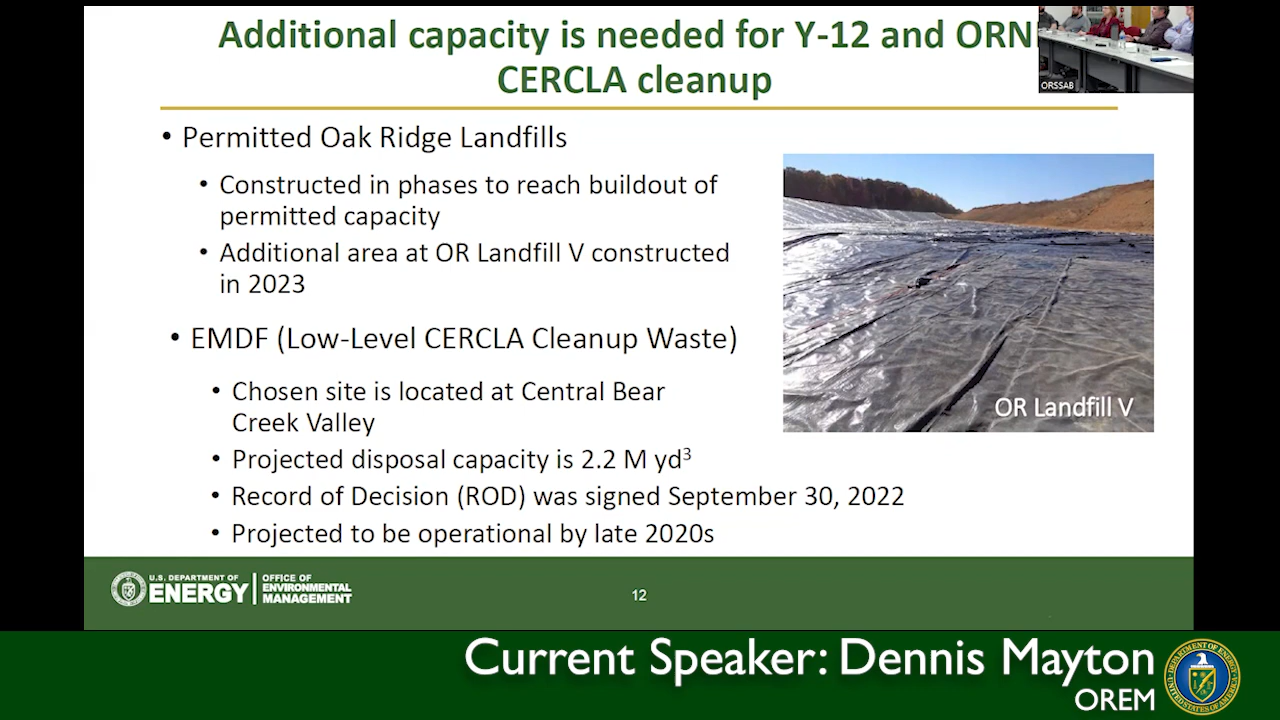 Additional capacity is needed for Y-12 and
CERCLA cleanup
ORSSAB
• Permitted Oak Ridge Landfills
• Constructed in phases to reach buildout of
permitted capacity
• Additional area at OR Landfill V constructed
in 2023
• EMDF (Low-Level CERCLA Cleanup Waste)
• Chosen site is located at Central Bear
Creek Valley
• Projected disposal capacity is 2.2 M yd³
• Record of Decision (ROD) was signed September 30, 2022
• Projected to be operational by late 2020s
OR Landfill V
U.S. DEPARTMENT OF
ENERGY
OFFICE OF
ENVIRONMENTAL
MANAGEMENT
12
Current Speaker: Dennis Mayton
OREM